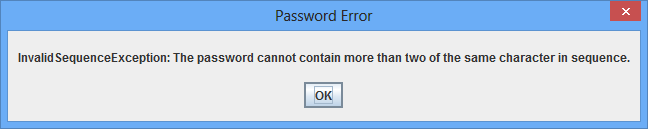 Password Error
InvalidSequenceException: The password cannot contain more than two of the same character in sequence.
OK